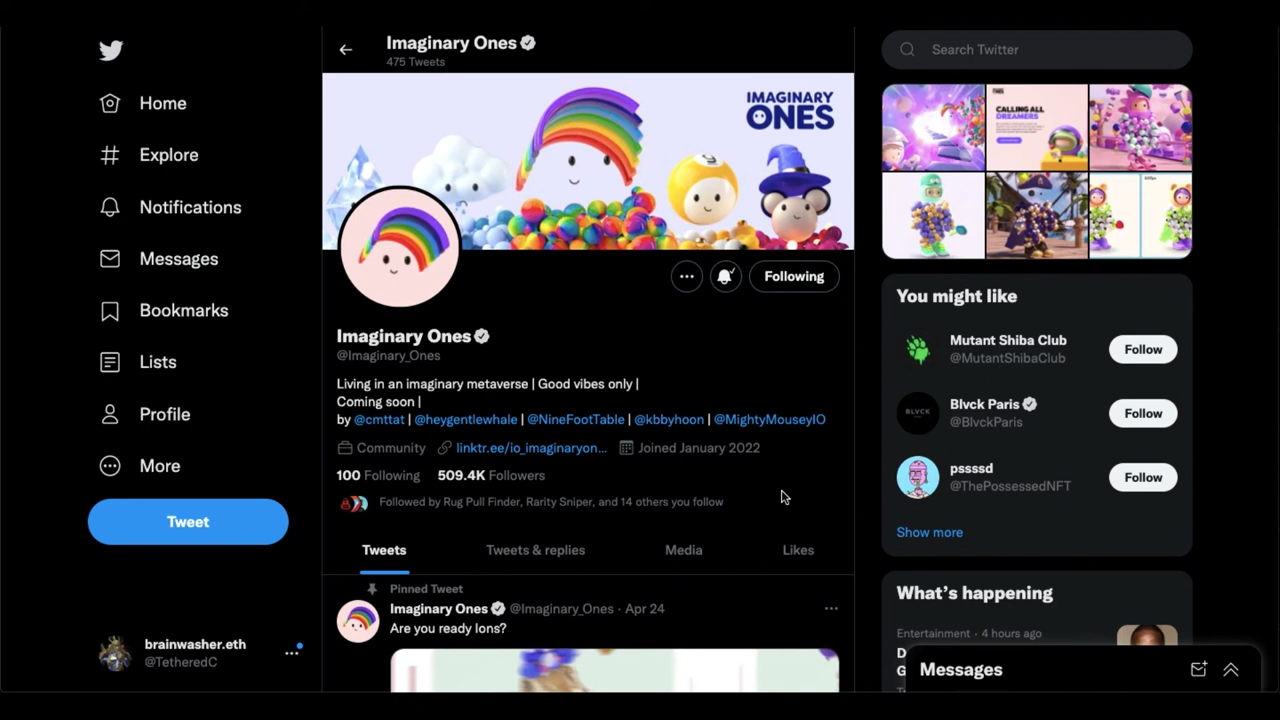 Home
Explore
Notifications
Messages
Bookmarks
Lists
Profile
More
Tweet
brainwasher.eth
@TetheredC
Imaginary Ones
475 Tweets
IMAGINARY
ONES
Following
Imaginary Ones
@Imaginary_Ones
Living in an imaginary metaverse | Good vibes only |
Coming soon |
by @cmttat | @heygentlewhale | @NineFootTable | @kbbyhoon | @MightyMouseyIO
Community linktr.ee/io_imaginaryon... Joined January 2022
100 Following 509.4K Followers
Followed by Rug Pull Finder, Rarity Sniper, and 14 others you follow
Tweets Tweets & replies Media Likes
Pinned Tweet
Imaginary Ones @Imaginary_Ones · Apr 24
Are you ready Ions?
Search Twitter
CALLING ALL
DREAMERS
You might like
Mutant Shiba Club
@MutantShibaClub
Follow
BLVCK
Blvck Paris
@BlvckParis
Follow
pssssd
@ThePossessedNFT
Follow
Show more
What's happening
Entertainment · 4 hours ago
Messages